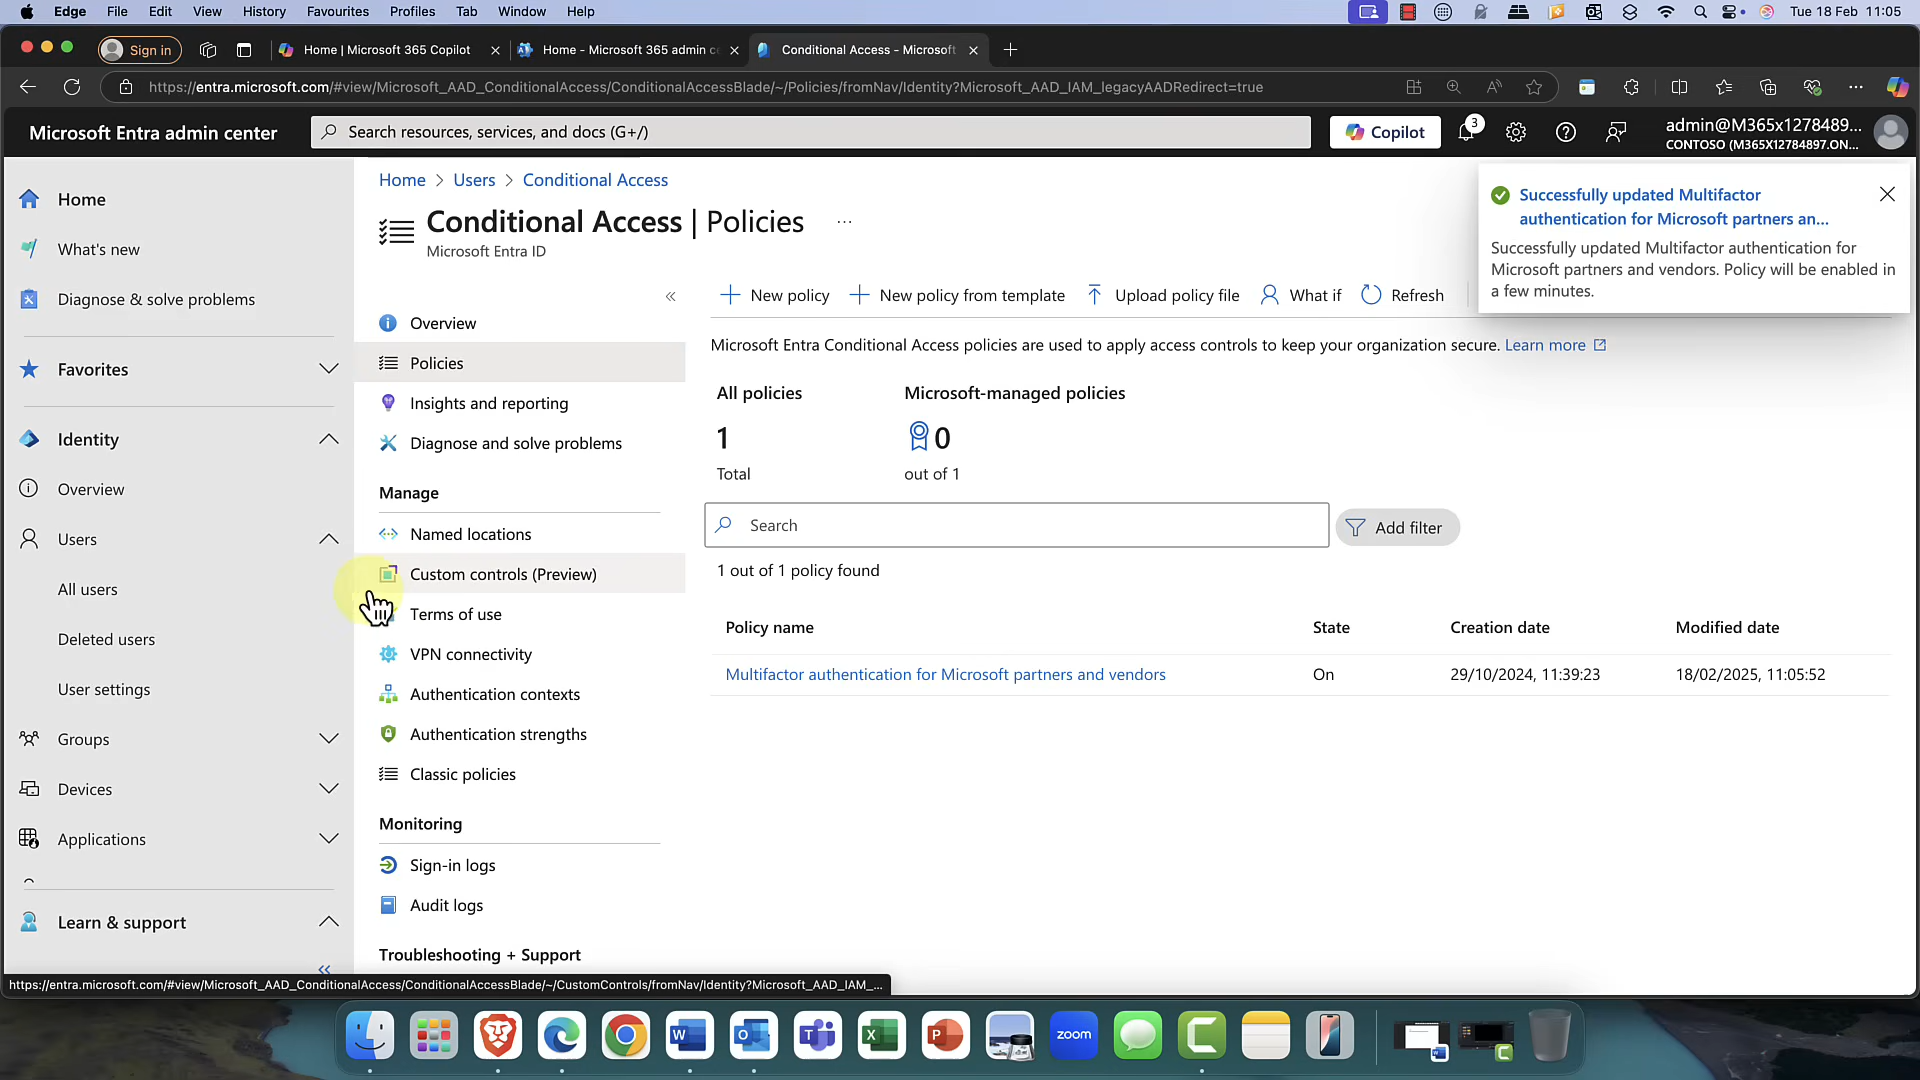 Edge File Edit View History Favourites Profiles Tab Window Help Tue 18 Feb 11:05
Sign in Home | Microsoft 365 Copilot Home - Microsoft 365 admin ce Conditional Access - Microsoft
https://entra.microsoft.com/#view/Microsoft_AAD_ConditionalAccess/ConditionalAccessBlade/~/Policies/fromNav/Identity?Microsoft_AAD_IAM_legacyAADRedirect=true
Microsoft Entra admin center
Search resources, services, and docs (G+/)
Copilot
3
admin@M365x1278489...
CONTOSO (M365X12784897.ON...
Home
What's new
Diagnose & solve problems
Favorites
Identity
Overview
Users
All users
Deleted users
User settings
Groups
Devices
Applications
Learn & support
Home > Users > Conditional Access
Conditional Access | Policies ...
Microsoft Entra ID
Overview
Policies
Insights and reporting
Diagnose and solve problems
Manage
Named locations
Custom controls (Preview)
Terms of use
VPN connectivity
Authentication contexts
Authentication strengths
Classic policies
Monitoring
Sign-in logs
Audit logs
Troubleshooting + Support
New policy New policy from template Upload policy file What if Refresh
Microsoft Entra Conditional Access policies are used to apply access controls to keep your organization secure. Learn more
All policies Microsoft-managed policies
1 0
Total out of 1
Search
Add filter
1 out of 1 policy found
Policy name State Creation date Modified date
Multifactor authentication for Microsoft partners and vendors On 29/10/2024, 11:39:23 18/02/2025, 11:05:52
Successfully updated Multifactor
authentication for Microsoft partners an...
Successfully updated Multifactor authentication for
Microsoft partners and vendors. Policy will be enabled in
a few minutes.
https://entra.microsoft.com/#view/Microsoft_AAD_ConditionalAccess/ConditionalAccessBlade/~/CustomControls/fromNav/Identity?Microsoft_AAD_IAM_...
zoom